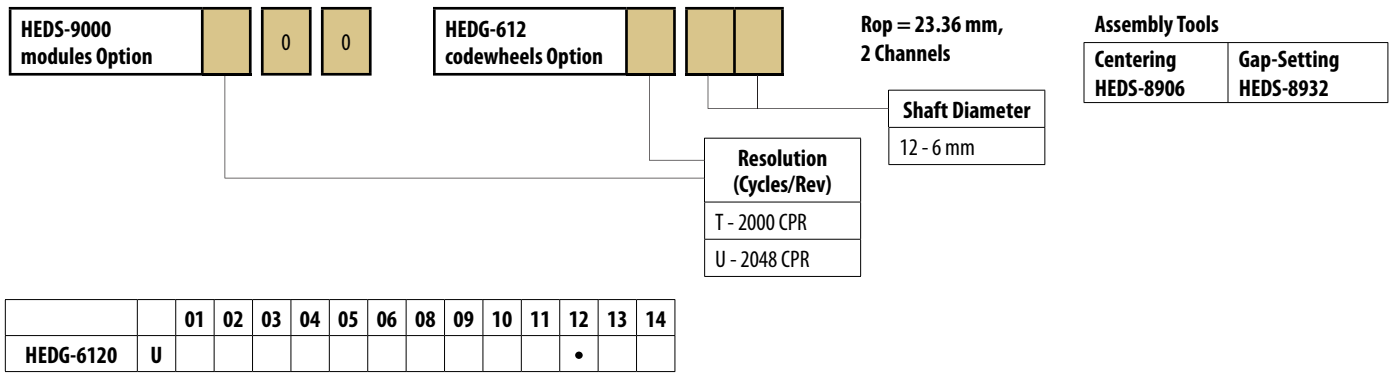 HEDS-9000
modules Option
0 0
HEDG-612
codewheels Option
Rop = 23.36 mm,
2 Channels
Assembly Tools
Centering Gap-Setting
HEDS-8906 HEDS-8932
Shaft Diameter
12 - 6 mm
Resolution
(Cycles/Rev)
T - 2000 CPR
U - 2048 CPR
01 02 03 04 05 06 08 09 10 11 12 13 14
HEDG-6120 U •